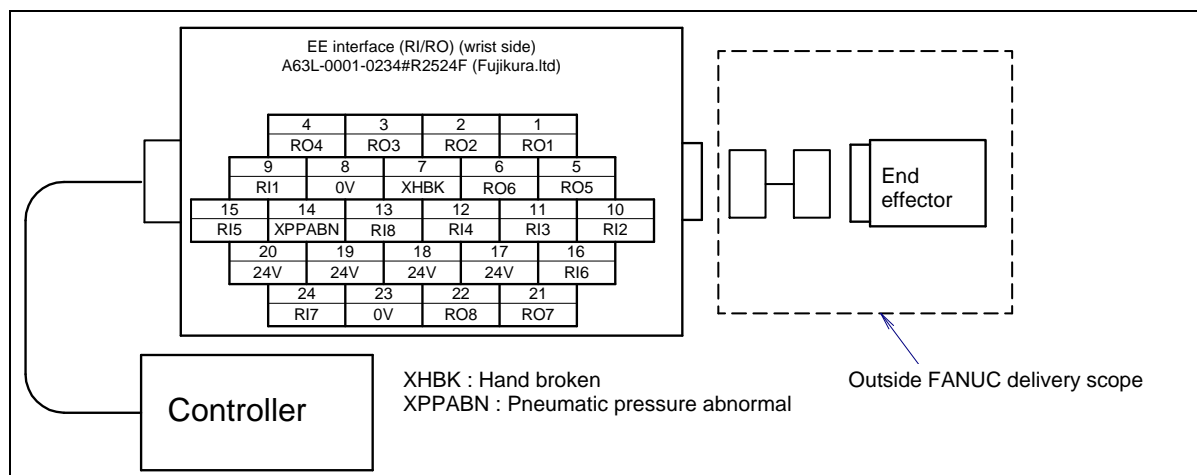 EE interface (RI/RO) (wrist side)
A63L-0001-0234#R2524F (Fujikura.ltd)
4 3 2 1
RO4 RO3 RO2 RO1
9 8 7 6 5
RI1 0V XHBK RO6 RO5
15 14 13 12 11 10
RI5 XPPABN RI8 RI4 RI3 RI2
20 19 18 17 16
24V 24V 24V 24V RI6
24 23 22 21
RI7 0V RO8 RO7
End
effector
Controller
XHBK : Hand broken
XPPABN : Pneumatic pressure abnormal
Outside FANUC delivery scope